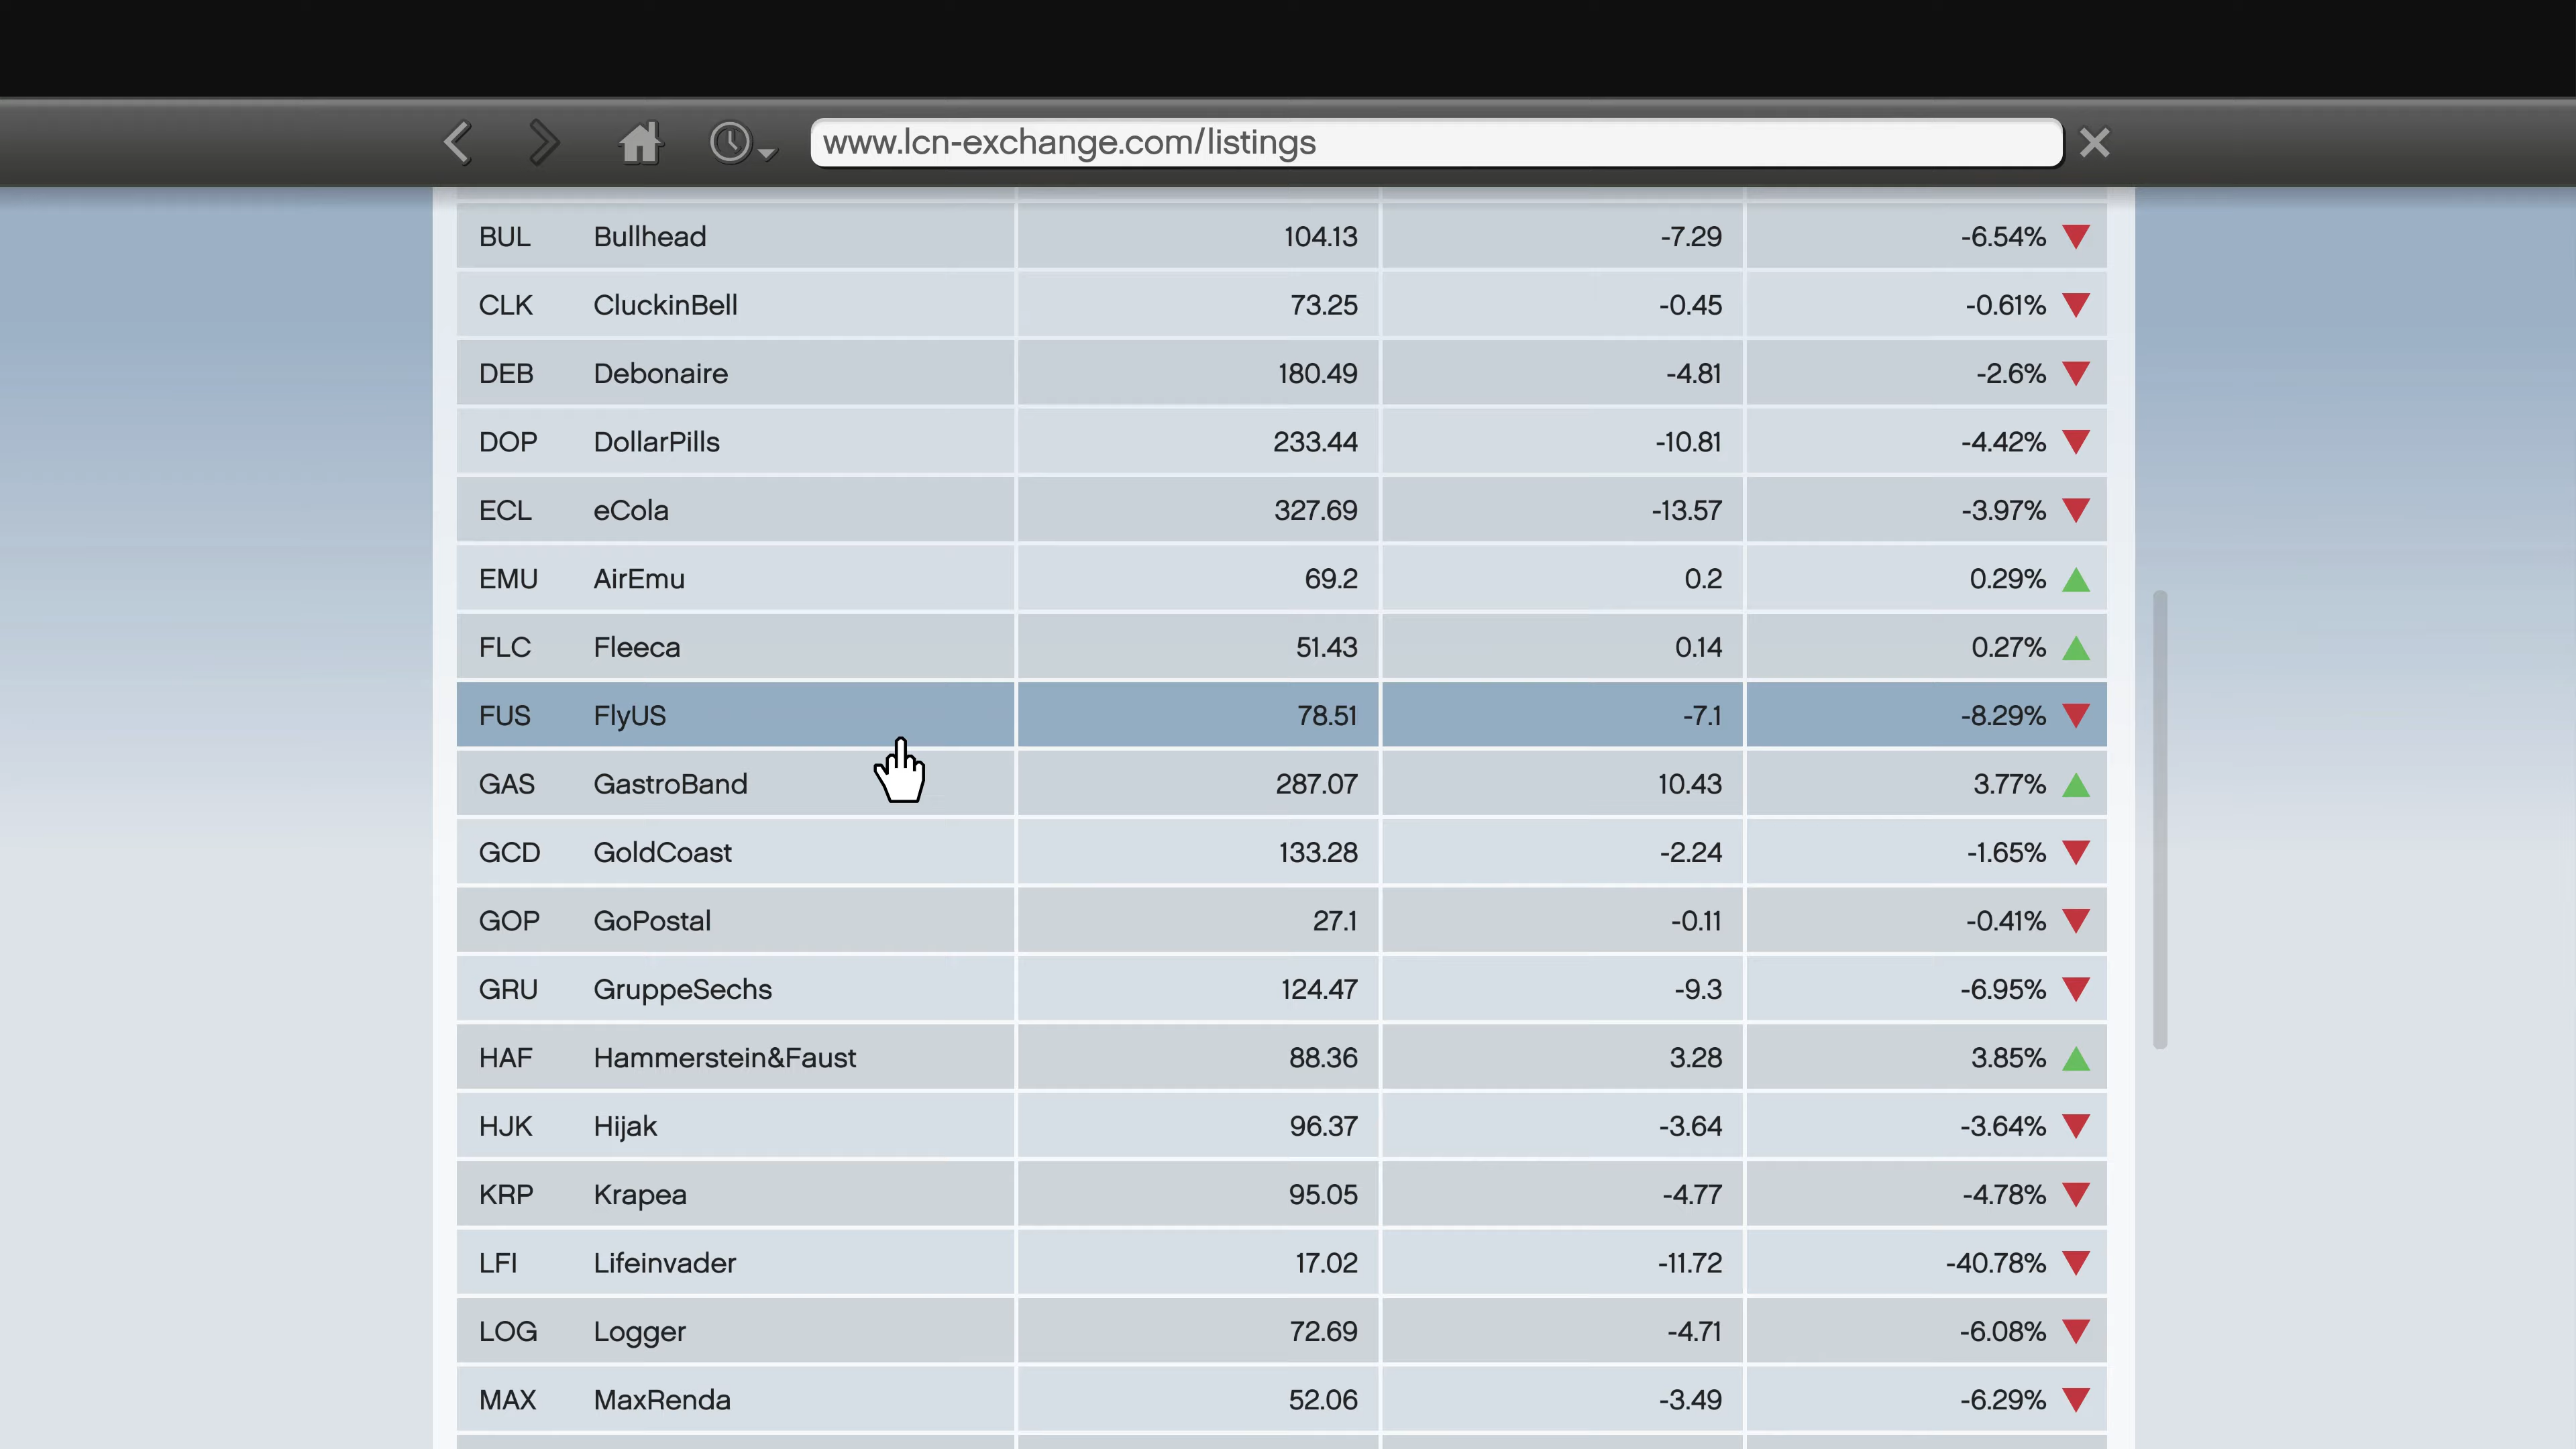 www.lcn-exchange.com/listings
BUL Bullhead 104.13 -7.29 -6.54%
CLK CluckinBell 73.25 -0.45 -0.61%
DEB Debonaire 180.49 -4.81 -2.6%
DOP DollarPills 233.44 -10.81 -4.42%
ECL eCola 327.69 -13.57 -3.97%
EMU AirEmu 69.2 0.2 0.29%
FLC Fleeca 51.43 0.14 0.27%
FUS FlyUS 78.51 -7.1 -8.29%
GAS GastroBand 287.07 10.43 3.77%
GCD GoldCoast 133.28 -2.24 -1.65%
GOP GoPostal 27.1 -0.11 -0.41%
GRU GruppeSechs 124.47 -9.3 -6.95%
HAF Hammerstein&Faust 88.36 3.28 3.85%
HJK Hijak 96.37 -3.64 -3.64%
KRP Krapea 95.05 -4.77 -4.78%
LFI Lifeinvader 17.02 -11.72 -40.78%
LOG Logger 72.69 -4.71 -6.08%
MAX MaxRenda 52.06 -3.49 -6.29%